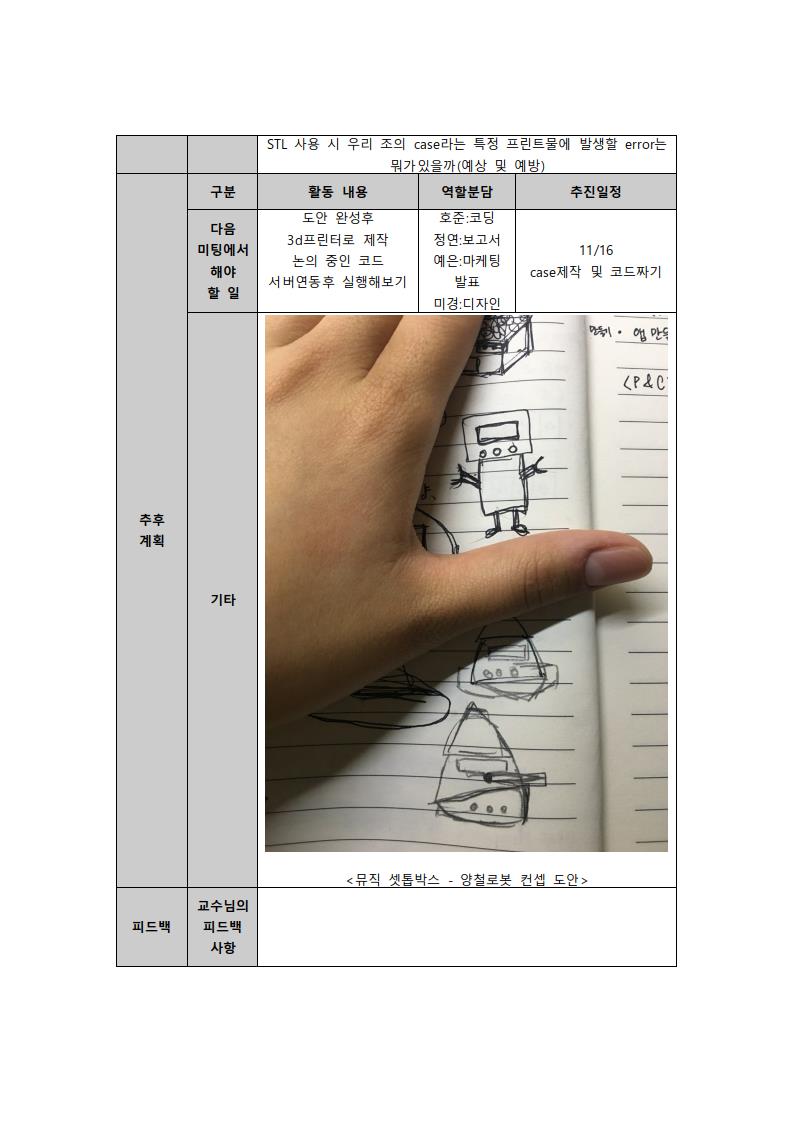 STL 사용 시 우리 조의 case라는 특정 프린트물에 발생할 error는
뭐가있을까(예상 및 예방)
구분 활동 내용 역할분담 추진일정
다음
미팅에서
해야
할 일
도안 완성후
3d프린터로 제작
논의 중인 코드
서버연동후 실행해보기
호준:코딩
정연:보고서
예은:마케팅
발표
미경:디자인
11/16
case제작 및 코드짜기
추후
계획
기타
만들기 • 앱 만들
<P&C
<뮤직 셋톱박스 - 양철로봇 컨셉 도안>
피드백
교수님의
피드백
사항